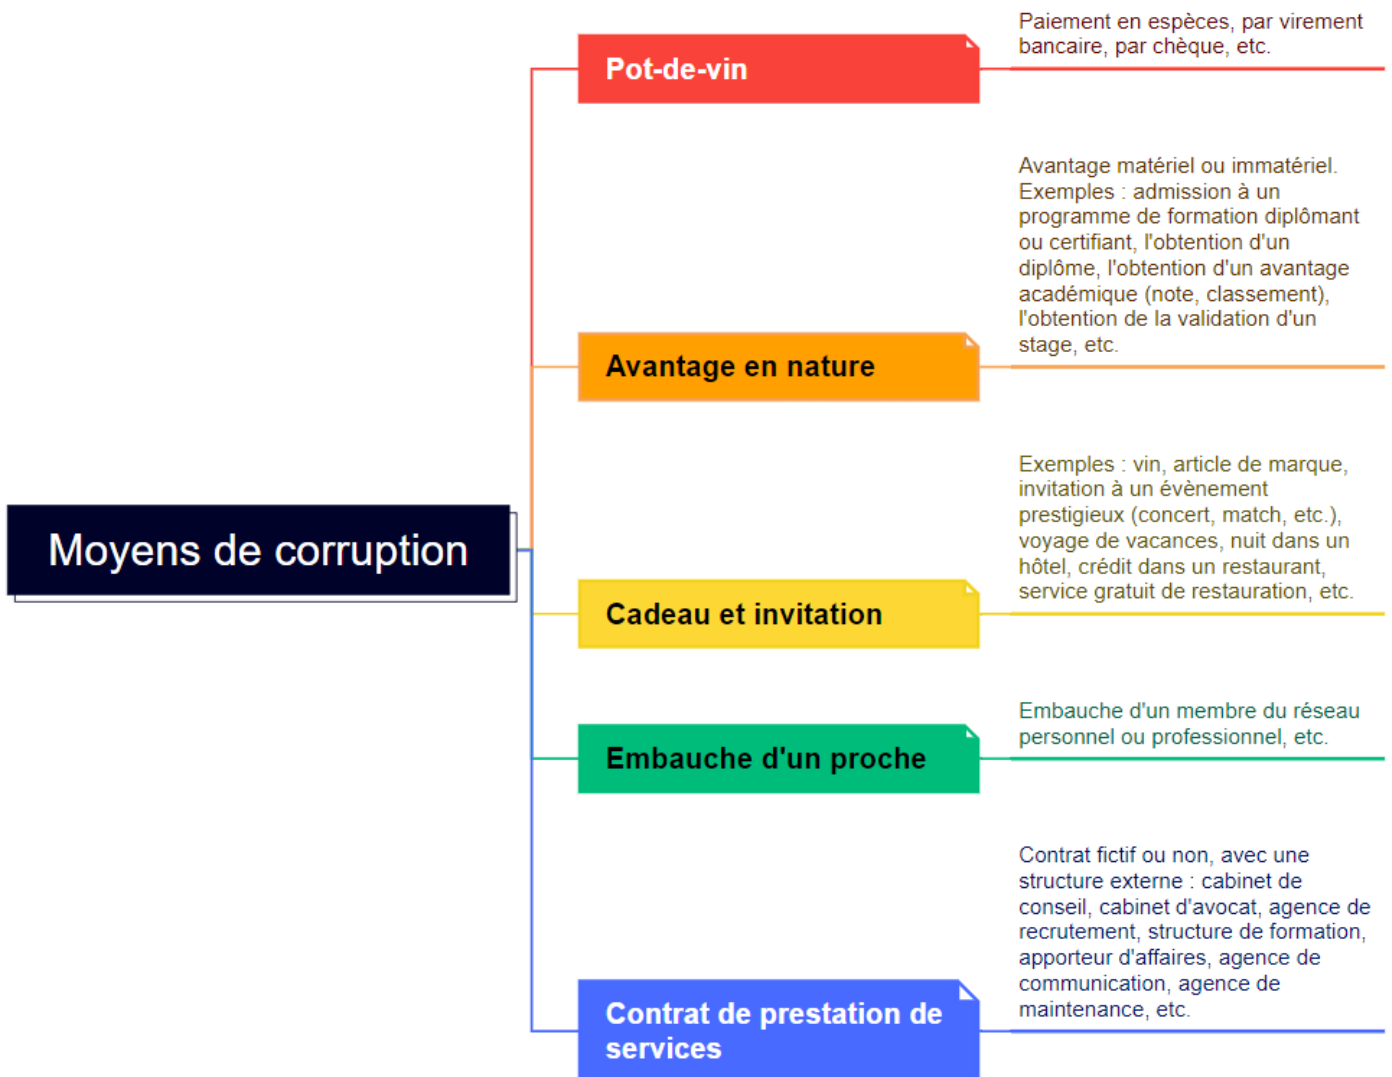 Moyens de corruption
Pot-de-vin
Paiement en espèces, par virement
bancaire, par chèque, etc.
Avantage en nature
Avantage matériel ou immatériel.
Exemples : admission à un
programme de formation diplômant
ou certifiant, l'obtention d'un
diplôme, l'obtention d'un avantage
académique (note, classement),
l'obtention de la validation d'un
stage, etc.
Cadeau et invitation
Exemples : vin, article de marque,
invitation à un évènement
prestigieux (concert, match, etc.),
voyage de vacances, nuit dans un
hôtel, crédit dans un restaurant,
service gratuit de restauration, etc.
Embauche d'un proche
Embauche d'un membre du réseau
personnel ou professionnel, etc.
Contrat de prestation de
services
Contrat fictif ou non, avec une
structure externe : cabinet de
conseil, cabinet d'avocat, agence de
recrutement, structure de formation,
apporteur d'affaires, agence de
communication, agence de
maintenance, etc.